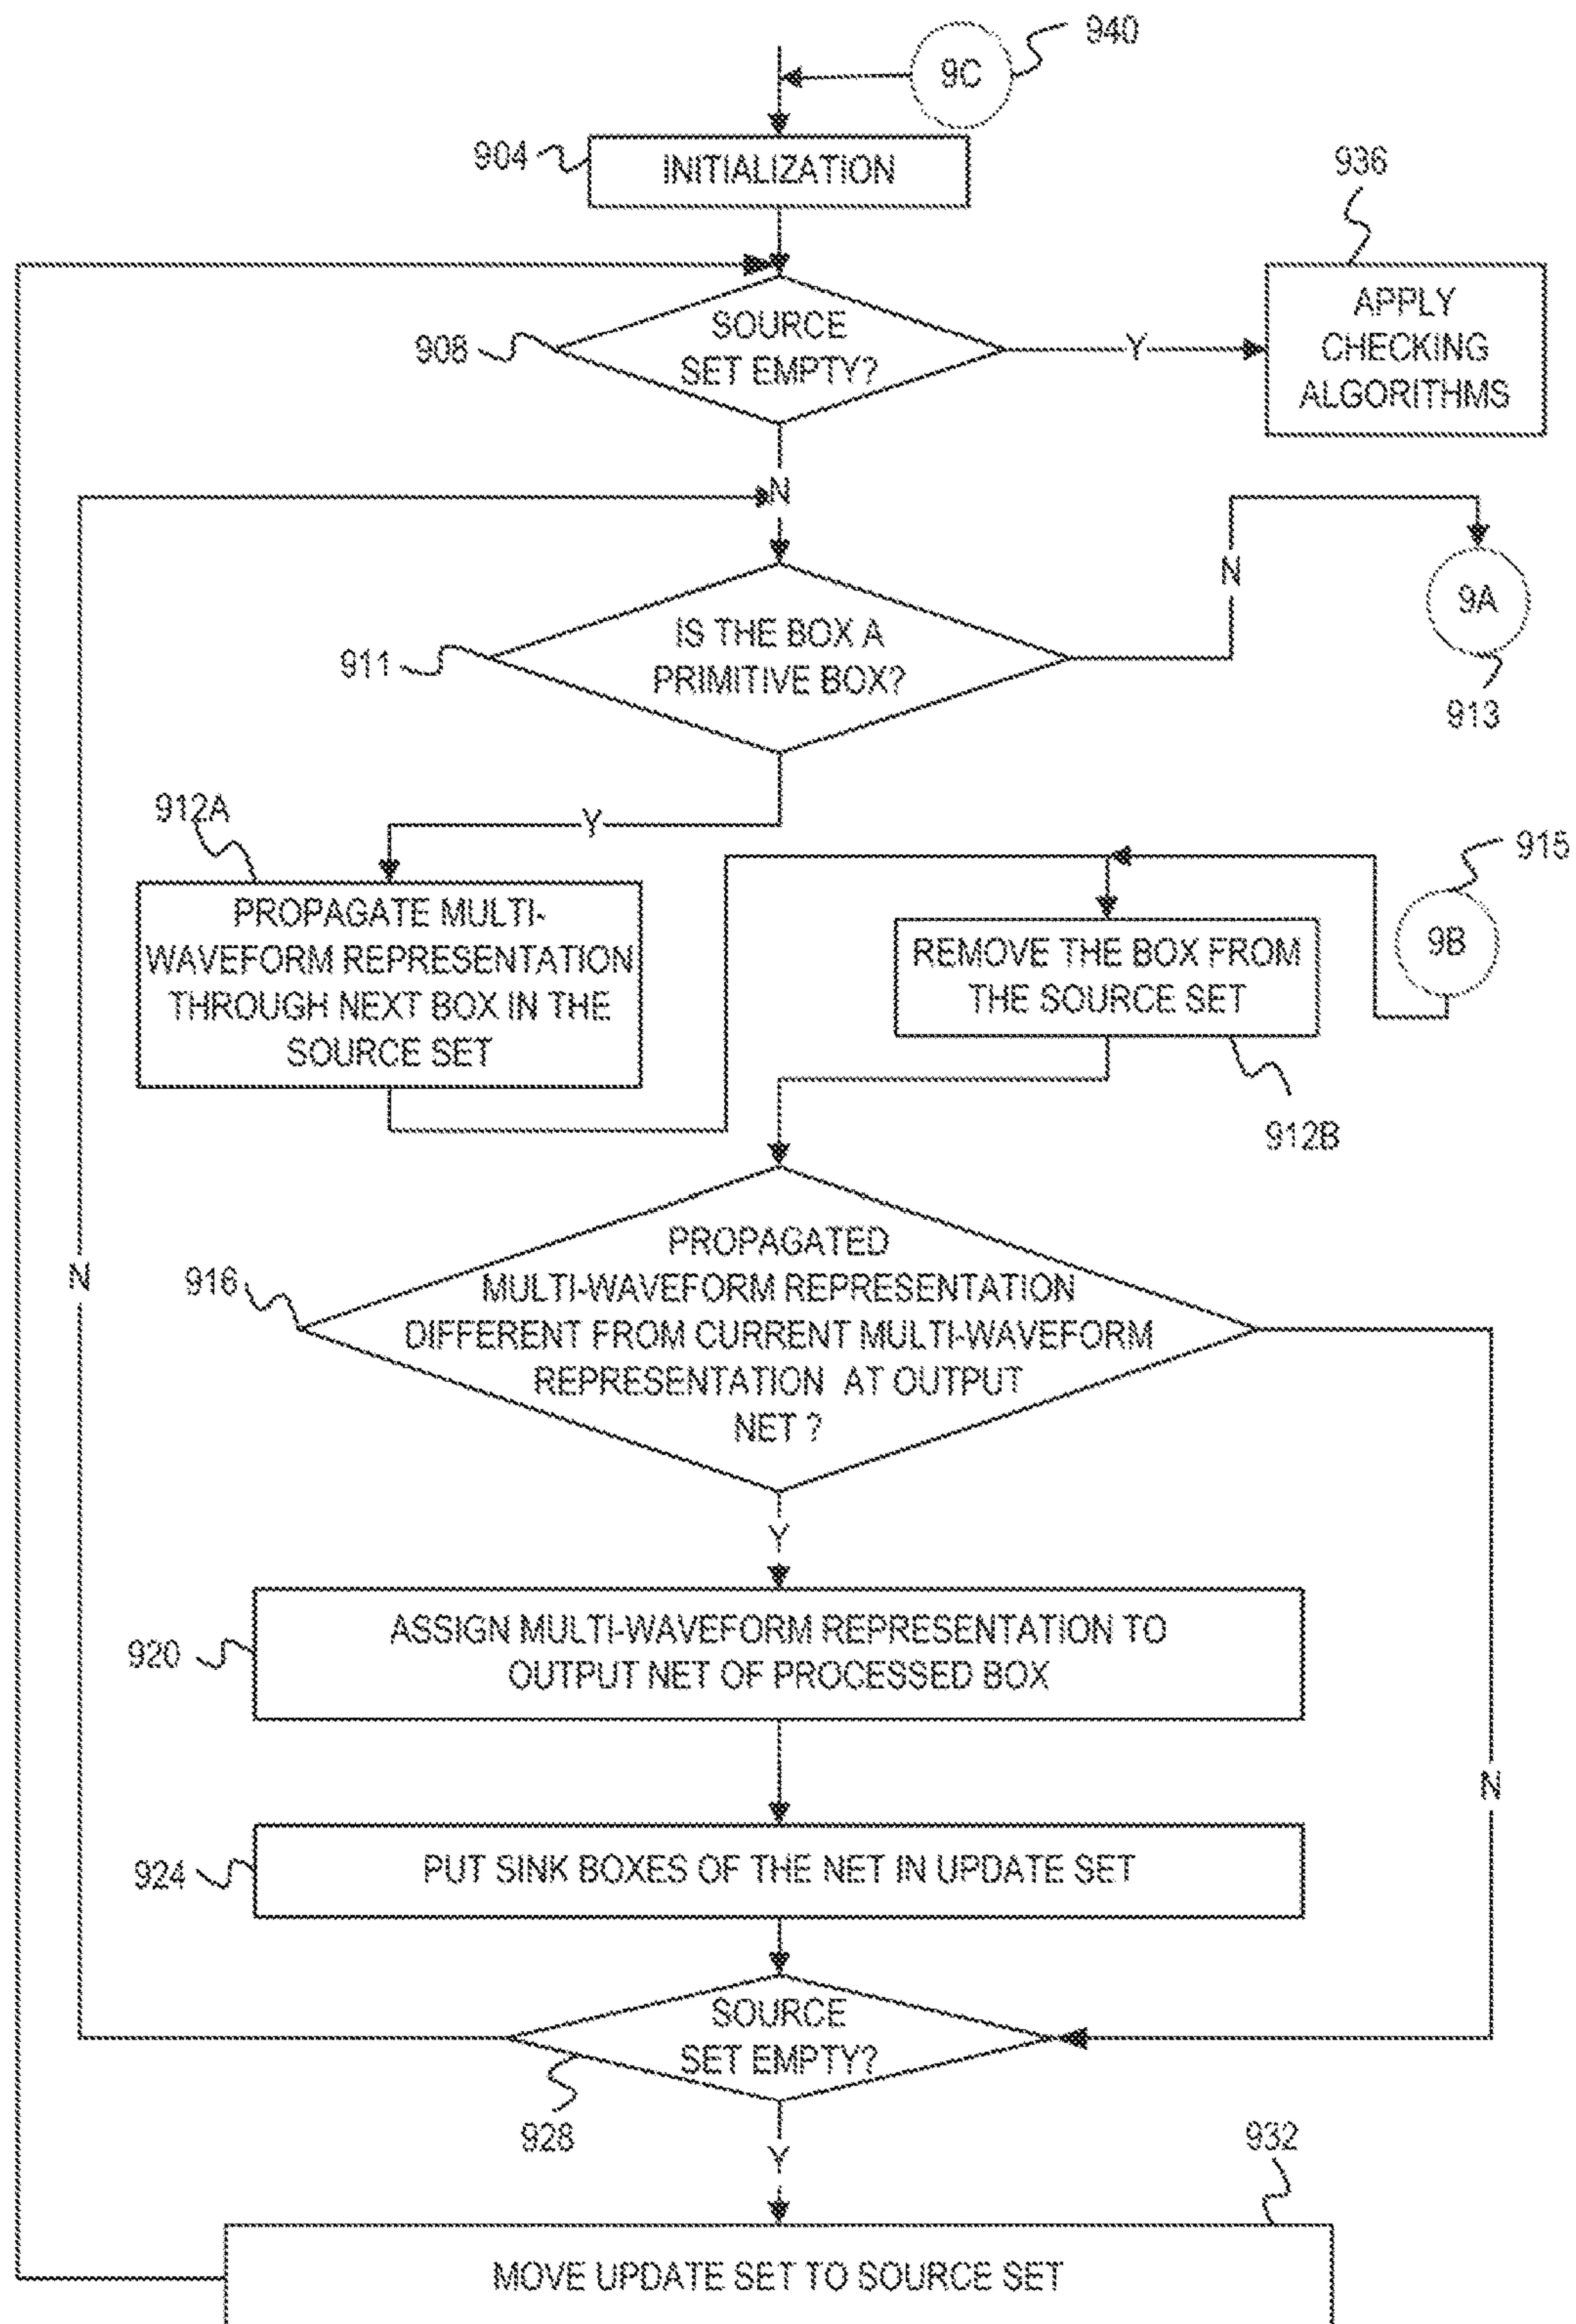 940
9C
904
INITIALIZATION
936
APPLY
CHECKING
ALGORITHMS
908
SOURCE
SET EMPTY?
Y
N
N
9A
913
911
IS THE BOX A
PRIMITIVE BOX?
912A
Y
915
9B
PROPAGATE MULTI-
WAVEFORM REPRESENTATION
THROUGH NEXT BOX IN THE
SOURCE SET
REMOVE THE BOX FROM
THE SOURCE SET
912B
N
916
PROPAGATED
MULTI-WAVEFORM REPRESENTATION
DIFFERENT FROM CURRENT MULTI-WAVEFORM
REPRESENTATION AT OUTPUT
NET ?
Y
920
ASSIGN MULTI-WAVEFORM REPRESENTATION TO
OUTPUT NET OF PROCESSED BOX
N
924
PUT SINK BOXES OF THE NET IN UPDATE SET
SOURCE
SET EMPTY?
928
Y
932
MOVE UPDATE SET TO SOURCE SET